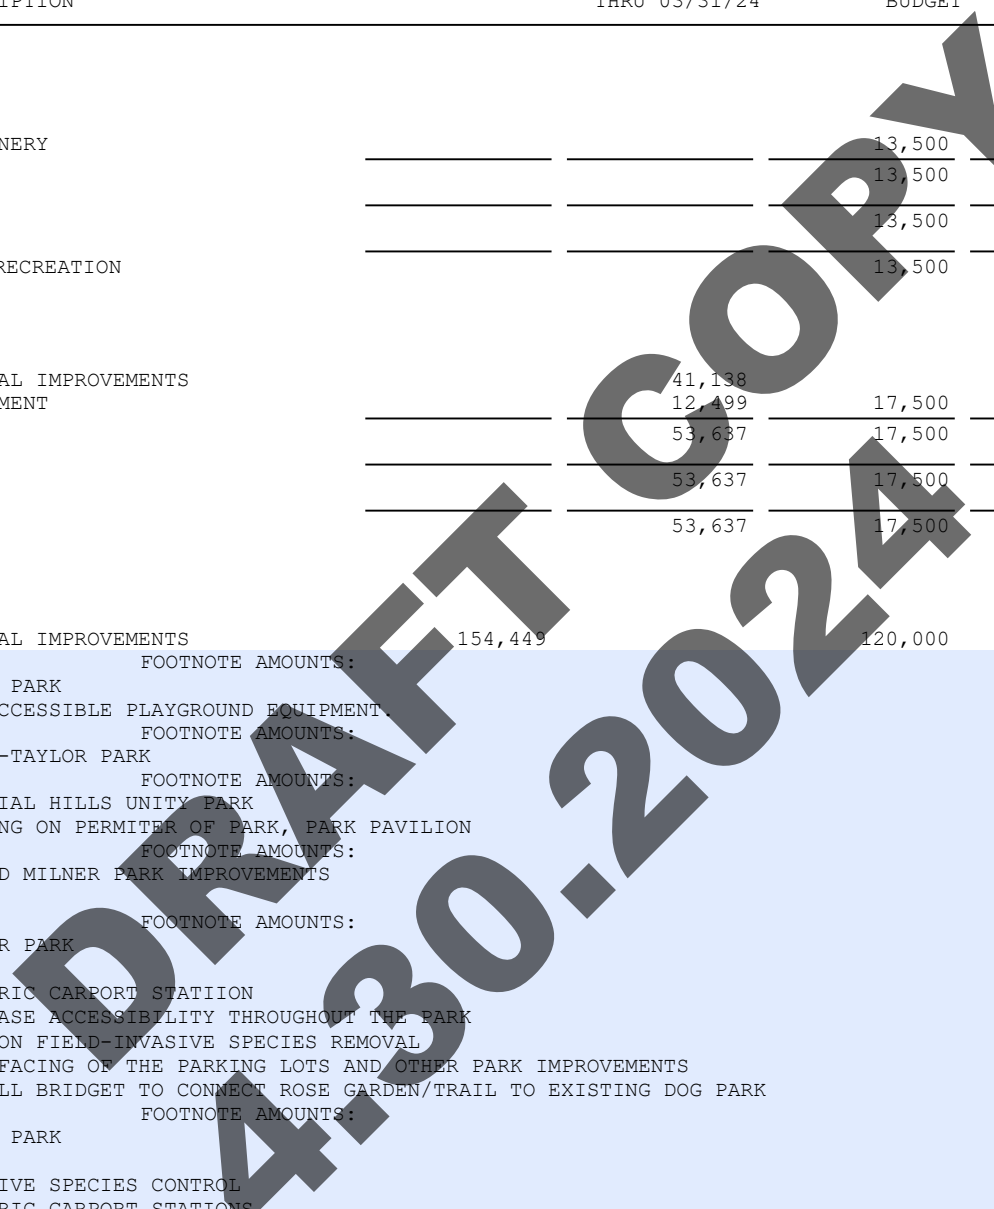 IPTION THRU 03/31/24 BUDGET
NERY 13,500
13,500
13,500
RECREATION 13,500
AL IMPROVEMENTS 41,138
MENT 12,499 17,500
53,637 17,500
53,637 17,500
53,637 17,500
AL IMPROVEMENTS 154,449 120,000
FOOTNOTE AMOUNTS:
PARK
CCESSIBLE PLAYGROUND EQUIPMENT.
FOOTNOTE AMOUNTS:
-TAYLOR PARK
FOOTNOTE AMOUNTS:
IAL HILLS UNITY PARK
NG ON PERMITER OF PARK, PARK PAVILION
FOOTNOTE AMOUNTS:
D MILNER PARK IMPROVEMENTS
FOOTNOTE AMOUNTS:
R PARK
RIC CARPORT STATIION
ASE ACCESSIBILITY THROUGHOUT THE PARK
ON FIELD-INVASIVE SPECIES REMOVAL
FACING OF THE PARKING LOTS AND OTHER PARK IMPROVEMENTS
LL BRIDGET TO CONNECT ROSE GARDEN/TRAIL TO EXISTING DOG PARK
FOOTNOTE AMOUNTS:
PARK
IVE SPECIES CONTROL
RIC CARPORT STATIONS
DRAFT COPY
4.30.2024